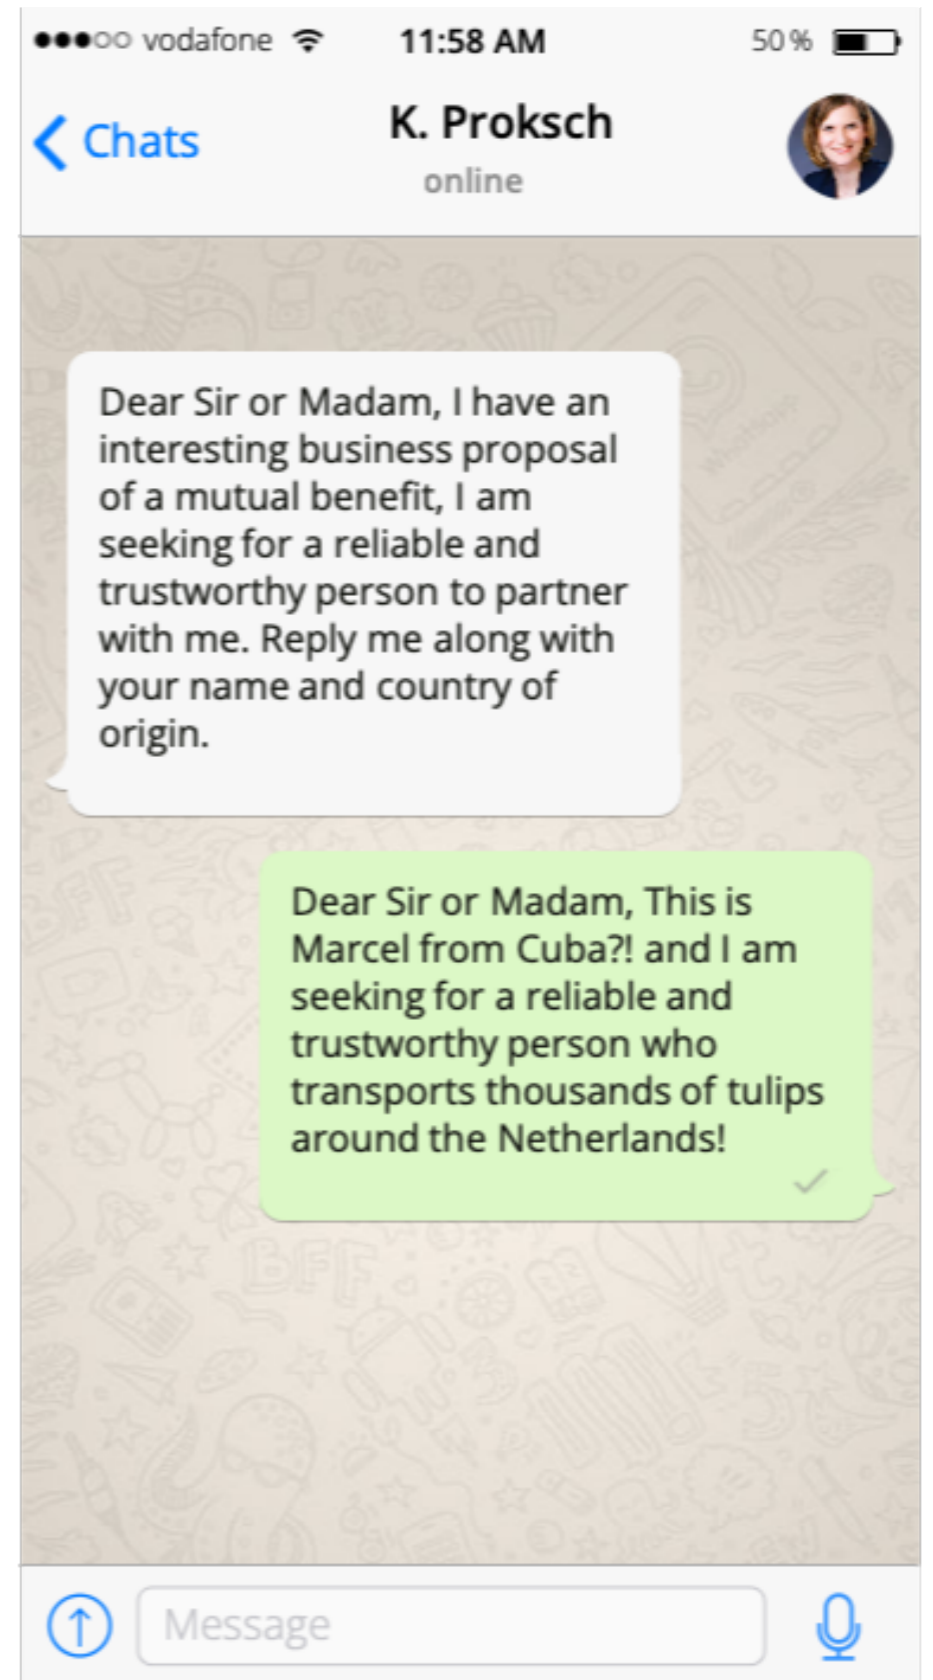 vodafone 11:58 AM 50%
Chats K. Proksch
online
Dear Sir or Madam, I have an
interesting business proposal
of a mutual benefit, I am
seeking for a reliable and
trustworthy person to partner
with me. Reply me along with
your name and country of
origin.
Dear Sir or Madam, This is
Marcel from Cuba?! and I am
seeking for a reliable and
trustworthy person who
transports thousands of tulips
around the Netherlands!
WhatsApp
BFF
BFF
Message